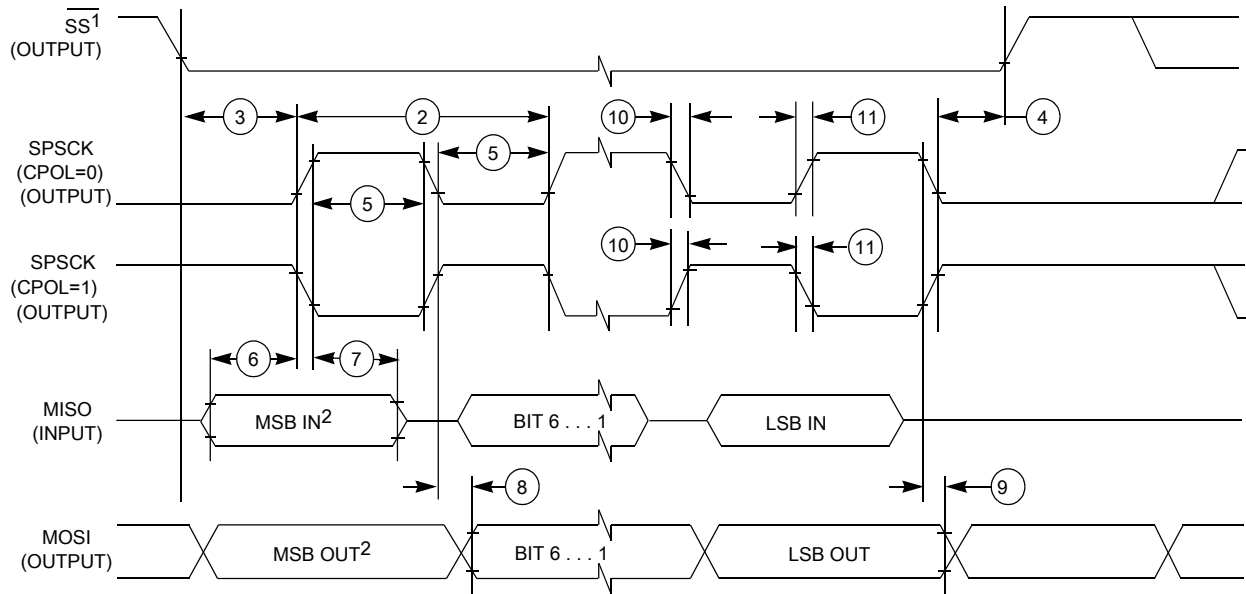 SS¹
(OUTPUT)
3
2
10
11
4
SPSCK
(CPOL=0)
(OUTPUT)
5
5
SPSCK
(CPOL=1)
(OUTPUT)
10
11
6
7
MISO
(INPUT)
MSB IN²
BIT 6 . . . 1
LSB IN
8
9
MOSI
(OUTPUT)
MSB OUT²
BIT 6 . . . 1
LSB OUT